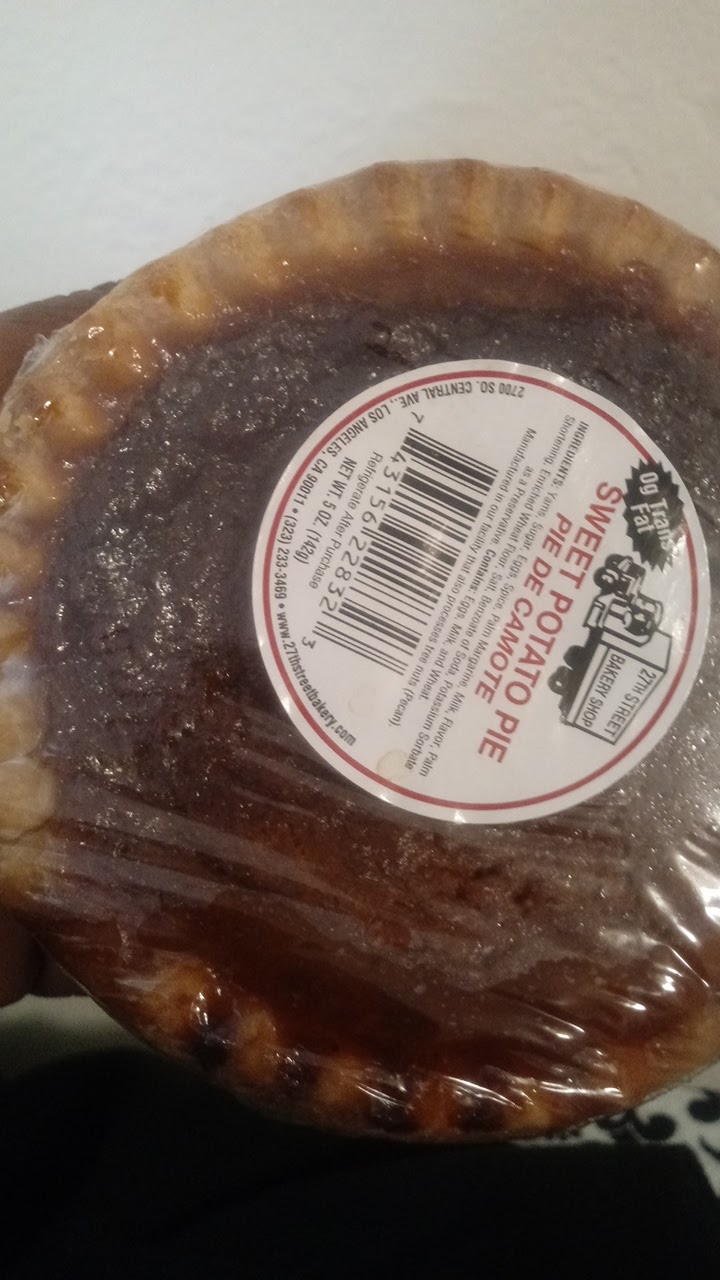 0g Trans
Fat
27TH STREET
BAKERY SHOP
SWEET POTATO PIE
PIE DE CAMOTE
INGREDIENTS: Yams, Sugar, Eggs, Spice, Palm Margarine, Milk, Flavor, Palm
Shortening, Enriched Wheat Flour, Salt, Benzoate of Soda, Potassium Sorbate
as a Preservative. Contains: Eggs, Milk and Wheat.
Manufactured in our facility that also processes tree nuts (Pecan).
7 43156 22832 3
Refrigerate After Purchase
NET WT. 5 OZ. (142g)
2700 SO. CENTRAL AVE., LOS ANGELES, CA 90011 • (323) 233-3469 • www.27thstreetbakery.com